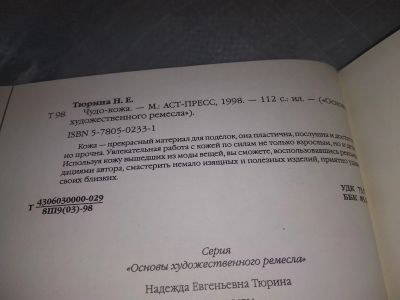 Тюрина Н. Е.
Т 98 Чудо-кожа. — М.: АСТ-ПРЕСС, 1998. — 112 с.: ил. — («Основы
художественного ремесла»).
ISBN 5-7805-0233-1
Кожа — прекрасный материал для поделок, она пластична, послушна и
но прочна. Увлекательная работа с кожей по силам не только взрослым, но и
Используя кожу вышедших из моды вещей, вы сможете, воспользовавшись
дациями автора, смастерить немало изящных и полезных изделий, приятно
своих близких.
Т 4306030000-029
8Ш9(03)-98
УДК
ББК
Серия
«Основы художественного ремесла»
Надежда Евгеньевна Тюрина